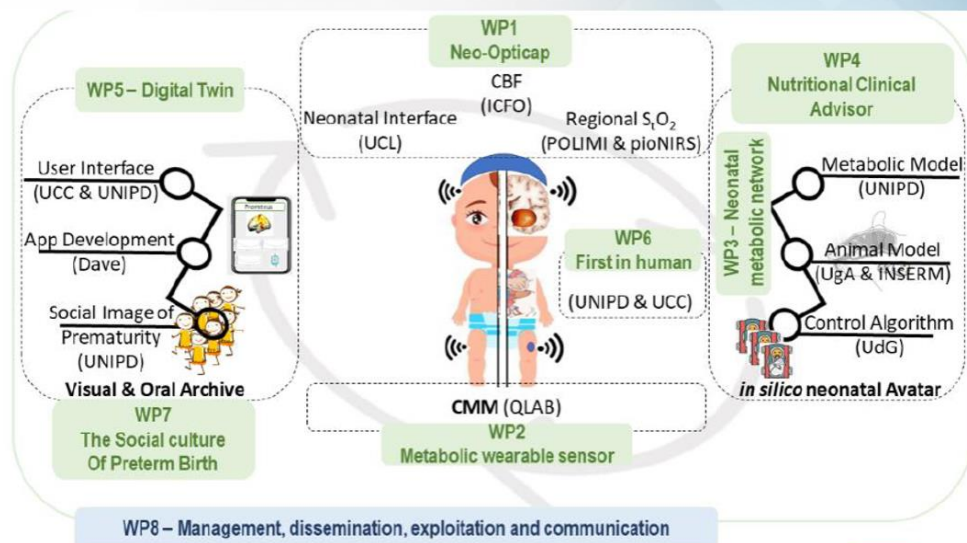 WP1
Neo-Opticap
CBF
(ICFO)
Neonatal Interface
(UCL)
Regional StO2
(POLIMI & pioNIRS)
WP5 – Digital Twin
User Interface
(UCC & UNIPD)
App Development
(Dave)
Social Image of
Prematurity
(UNIPD)
Visual & Oral Archive
WP7
The Social culture
Of Preterm Birth
WP6
First in human
(UNIPD & UCC)
CMM (QLAB)
WP2
Metabolic wearable sensor
WP4
Nutritional Clinical
Advisor
WP3 – Neonatal
metabolic network
Metabolic Model
(UNIPD)
Animal Model
(UgA & INSERM)
Control Algorithm
(UdG)
in silico neonatal Avatar
WP8 – Management, dissemination, exploitation and communication